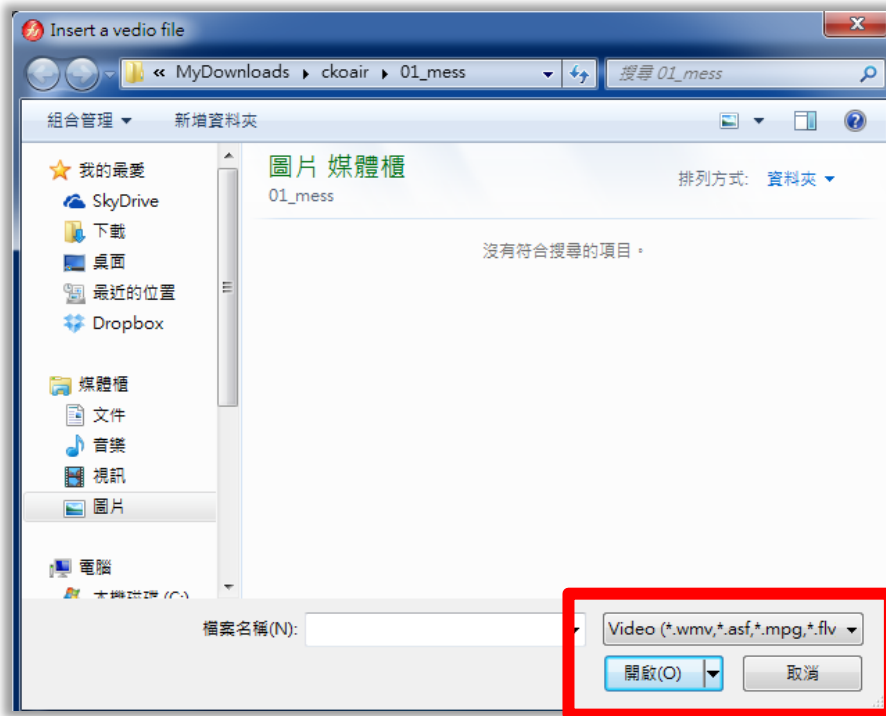 Insert a vedio file
« MyDownloads ▸ ckoair ▸ 01_mess
搜尋 01_mess
組合管理 ▼ 新增資料夾
我的最愛
SkyDrive
下載
桌面
最近的位置
Dropbox
媒體櫃
文件
音樂
視訊
圖片
電腦
本機磁碟 (C:)
圖片 媒體櫃
01_mess
排列方式: 資料夾 ▼
沒有符合搜尋的項目。
檔案名稱(N):
Video (*.wmv,*.asf,*.mpg,*.flv
開啟(O)
取消